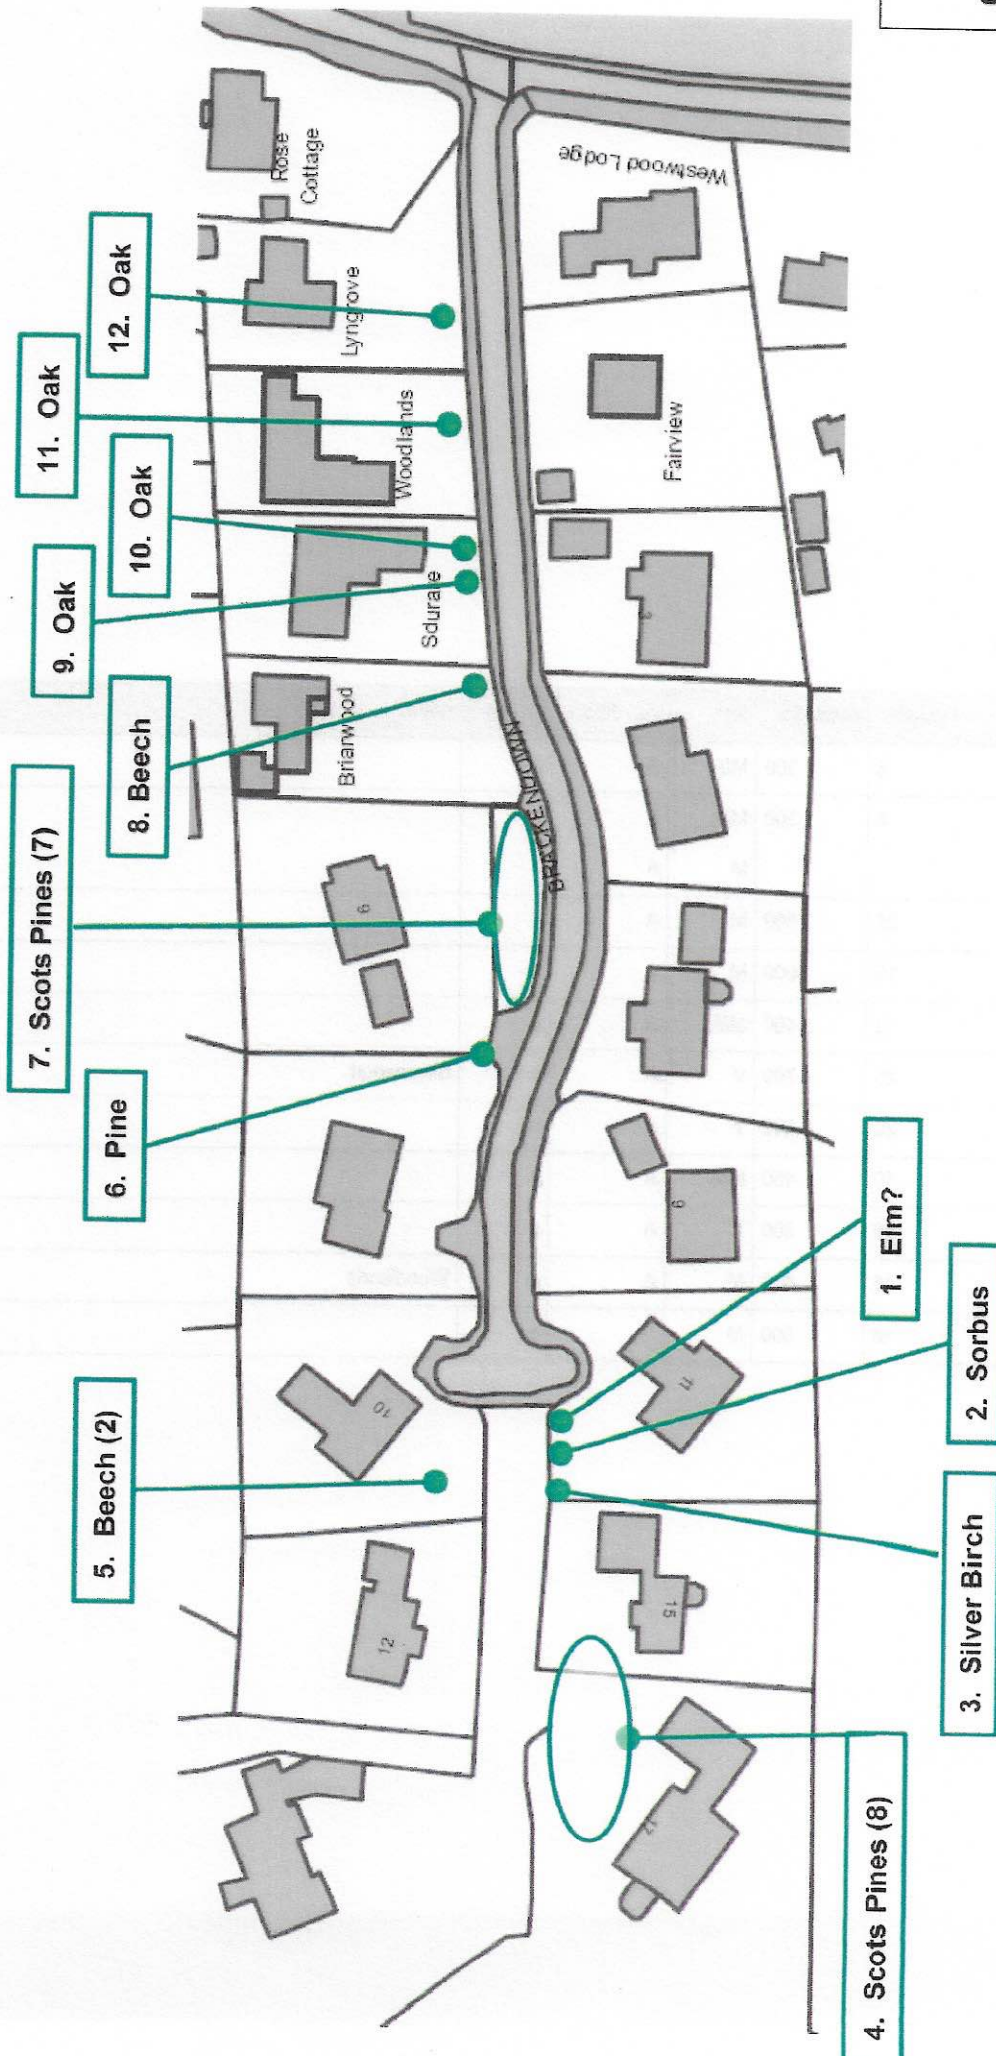 12. Oak
11. Oak
10. Oak
9. Oak
8. Beech
7. Scots Pines (7)
6. Pine
5. Beech (2)
1. Elm?
2. Sorbus
3. Silver Birch
4. Scots Pines (8)
Rose
Cottage
Lyngrove
Woodlands
Sdurare
Briarwood
6
10
12
BRACKENDOWN
Westwood Lodge
Fairview
3
9
11
15
17